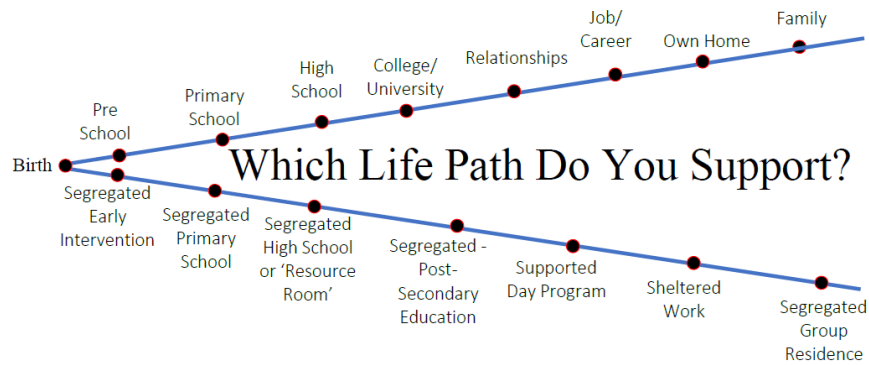 Family
Job/
Career
Own Home
Relationships
High
School
College/
University
Primary
School
Pre
School
Birth
Which Life Path Do You Support?
Segregated
Early
Intervention
Segregated
Primary
School
Segregated
High School
or ‘Resource
Room’
Segregated -
Post-
Secondary
Education
Supported
Day Program
Sheltered
Work
Segregated
Group
Residence